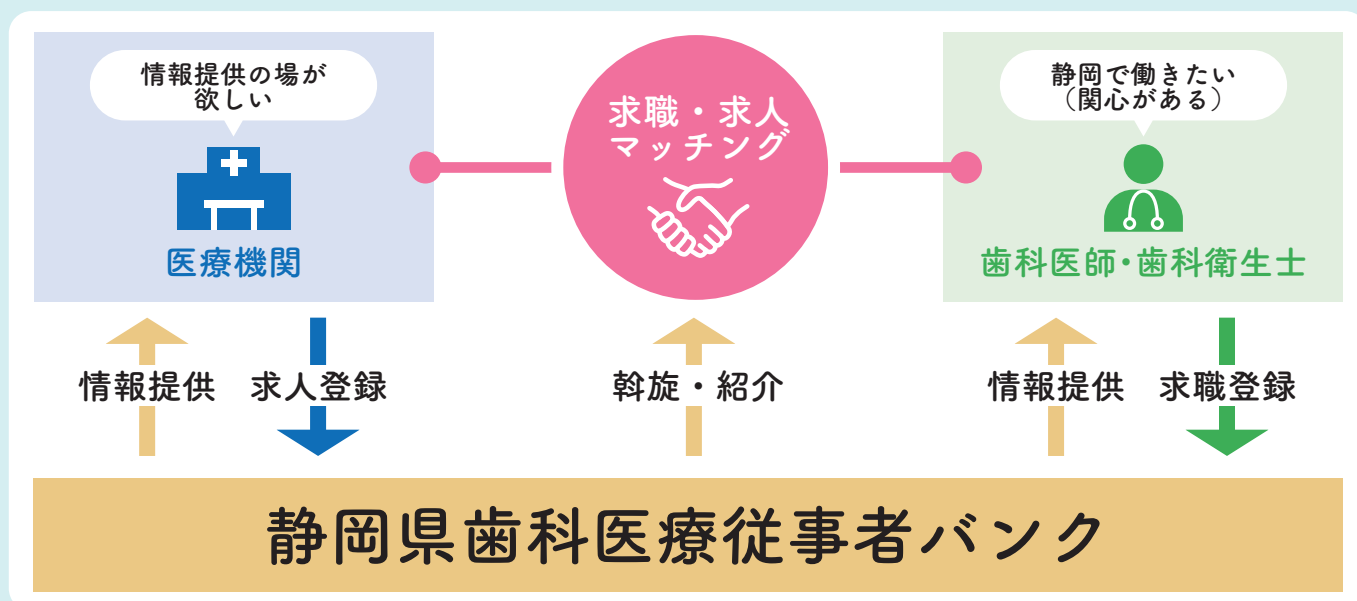 情報提供の場が
欲しい
医療機関
求職・求人
マッチング
静岡で働きたい
（関心がある）
歯科医師・歯科衛生士
情報提供
求人登録
斡旋・紹介
情報提供
求職登録
静岡県歯科医療従事者バンク